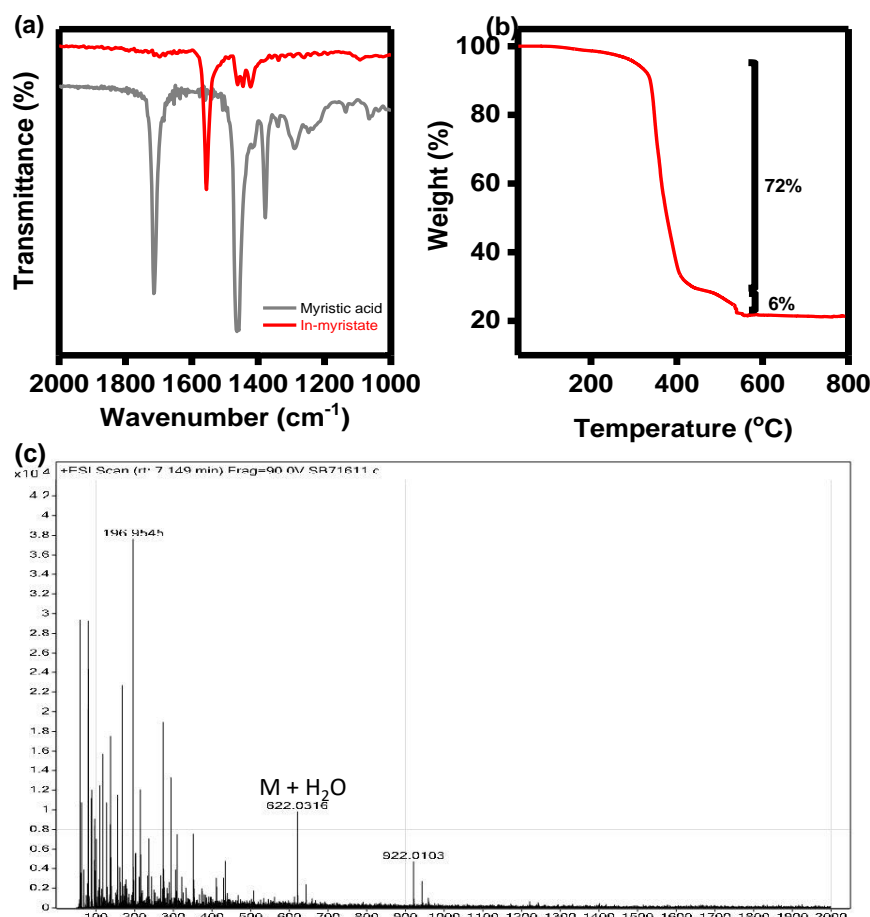 (a)
Transmittance (%)
Myristic acid
In-myristate
2000 1800 1600 1400 1200 1000
Wavenumber (cm⁻¹)
(b)
100
80
60
40
20
Weight (%)
72%
6%
200 400 600 800
Temperature (°C)
(c)
×10 4
+ESI Scan (rt: 7.149 min) Frag=90.0V SB71611.c
4.2
196.9545
3.8
3.6
3.4
3.2
3
2.8
2.6
2.4
2.2
2
1.8
1.6
1.4
1.2
M + H₂O
1
622.0316
0.8
0.6
922.0103
0.4
0.2
0
100 200 300 400 500 600 700 800 900 1000 1100 1200 1300 1400 1500 1600 1700 1800 1900 2000